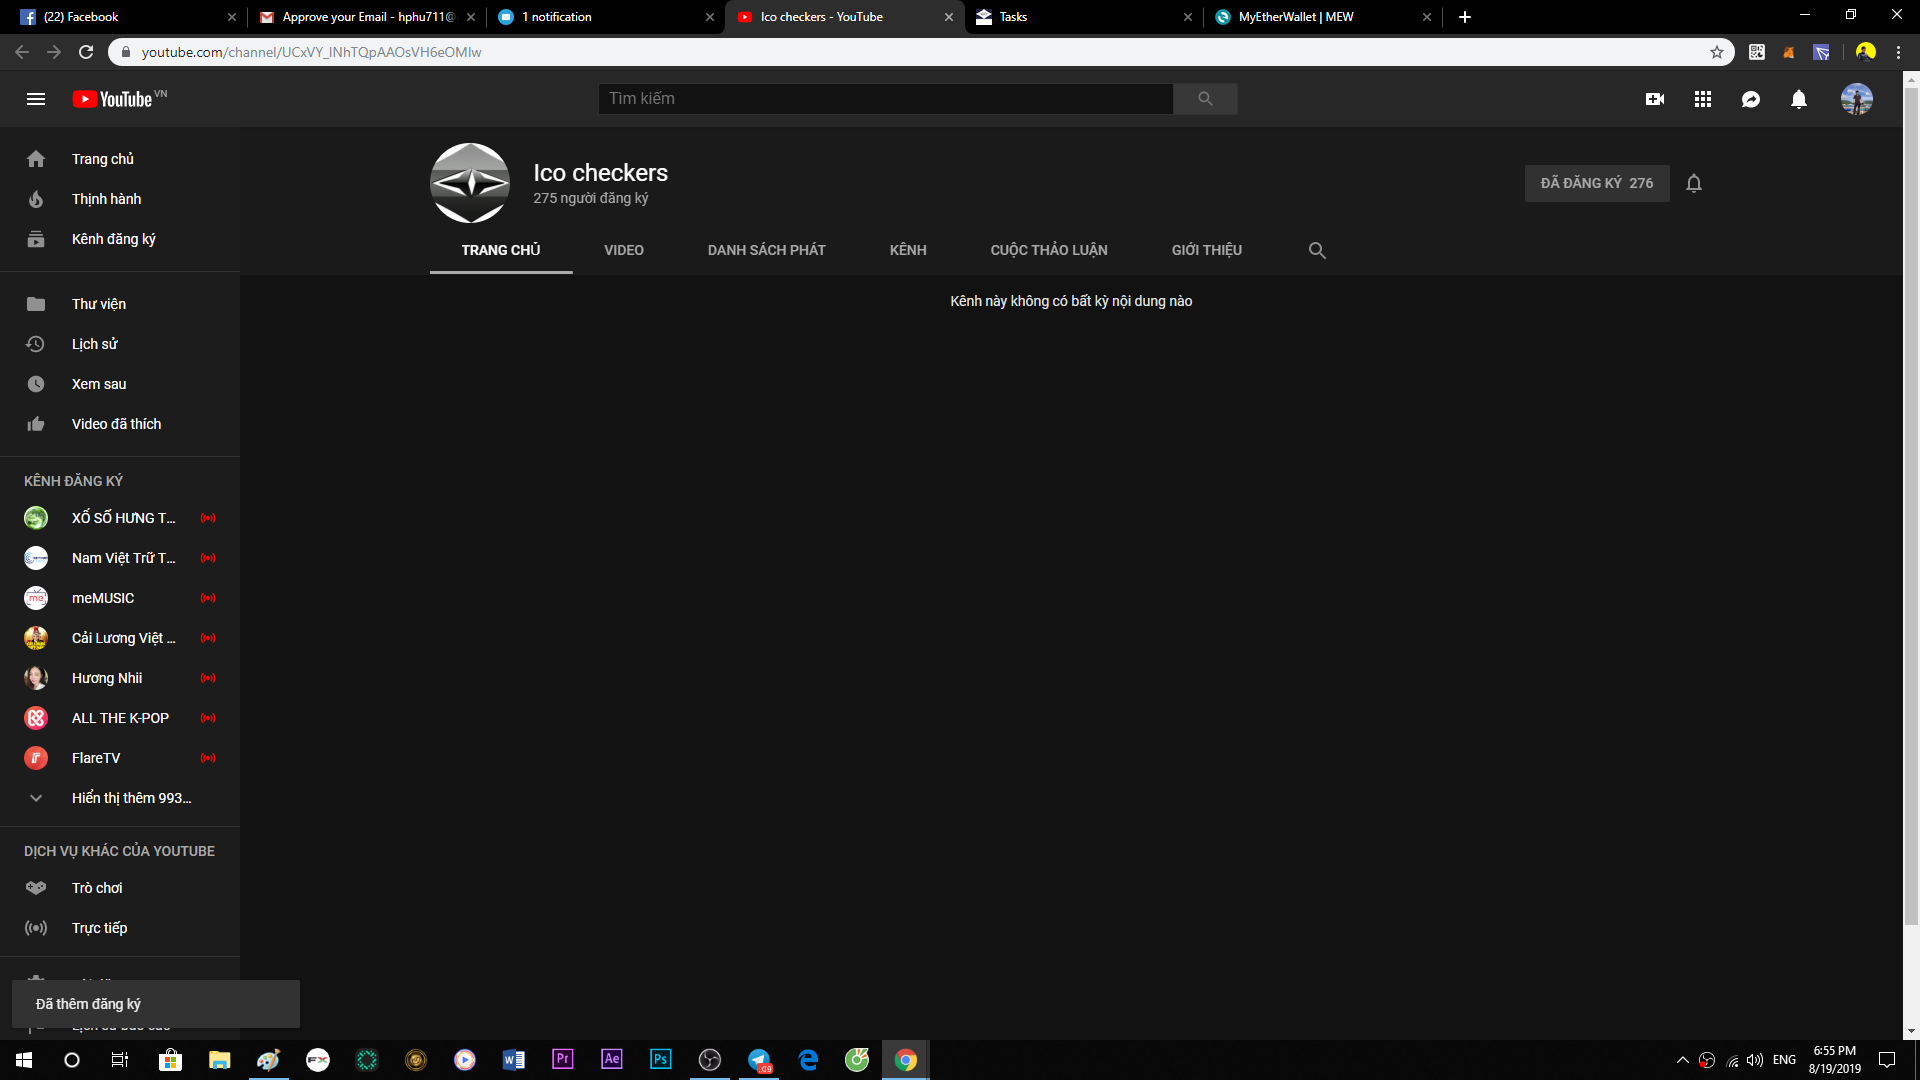 (22) Facebook
Approve your Email - hphu711@
1 notification
Ico checkers - YouTube
Tasks
MyEtherWallet | MEW
youtube.com/channel/UCxVY_INhTQpAAOsVH6eOMIw
YouTube VN
Tìm kiếm
Trang chủ
Thịnh hành
Kênh đăng ký
Thư viện
Lịch sử
Xem sau
Video đã thích
KÊNH ĐĂNG KÝ
XỔ SỐ HƯNG T...
Nam Việt Trữ T...
meMUSIC
Cải Lương Việt ...
Hương Nhii
ALL THE K-POP
FlareTV
Hiển thị thêm 993...
DỊCH VỤ KHÁC CỦA YOUTUBE
Trò chơi
Trực tiếp
Đã thêm đăng ký
Ico checkers
275 người đăng ký
ĐÃ ĐĂNG KÝ 276
TRANG CHỦ
VIDEO
DANH SÁCH PHÁT
KÊNH
CUỘC THẢO LUẬN
GIỚI THIỆU
Kênh này không có bất kỳ nội dung nào
FX
Pr
Ae
Ps
.09
ENG
6:55 PM
8/19/2019